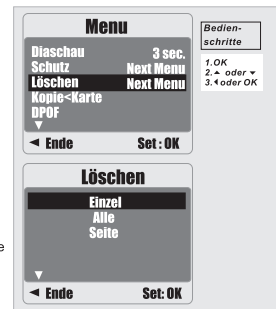 Menu
Diaschau 3 sec.
Schutz Next Menu
Löschen Next Menu
Kopie<Karte
DPOF
▼
◄ Ende Set : OK
Bedien-
schritte
1.OK
2.▲ oder ▼
3.◀ oder OK
Löschen
Einzel
Alle
Seite
▼
◄ Ende Set: OK
e